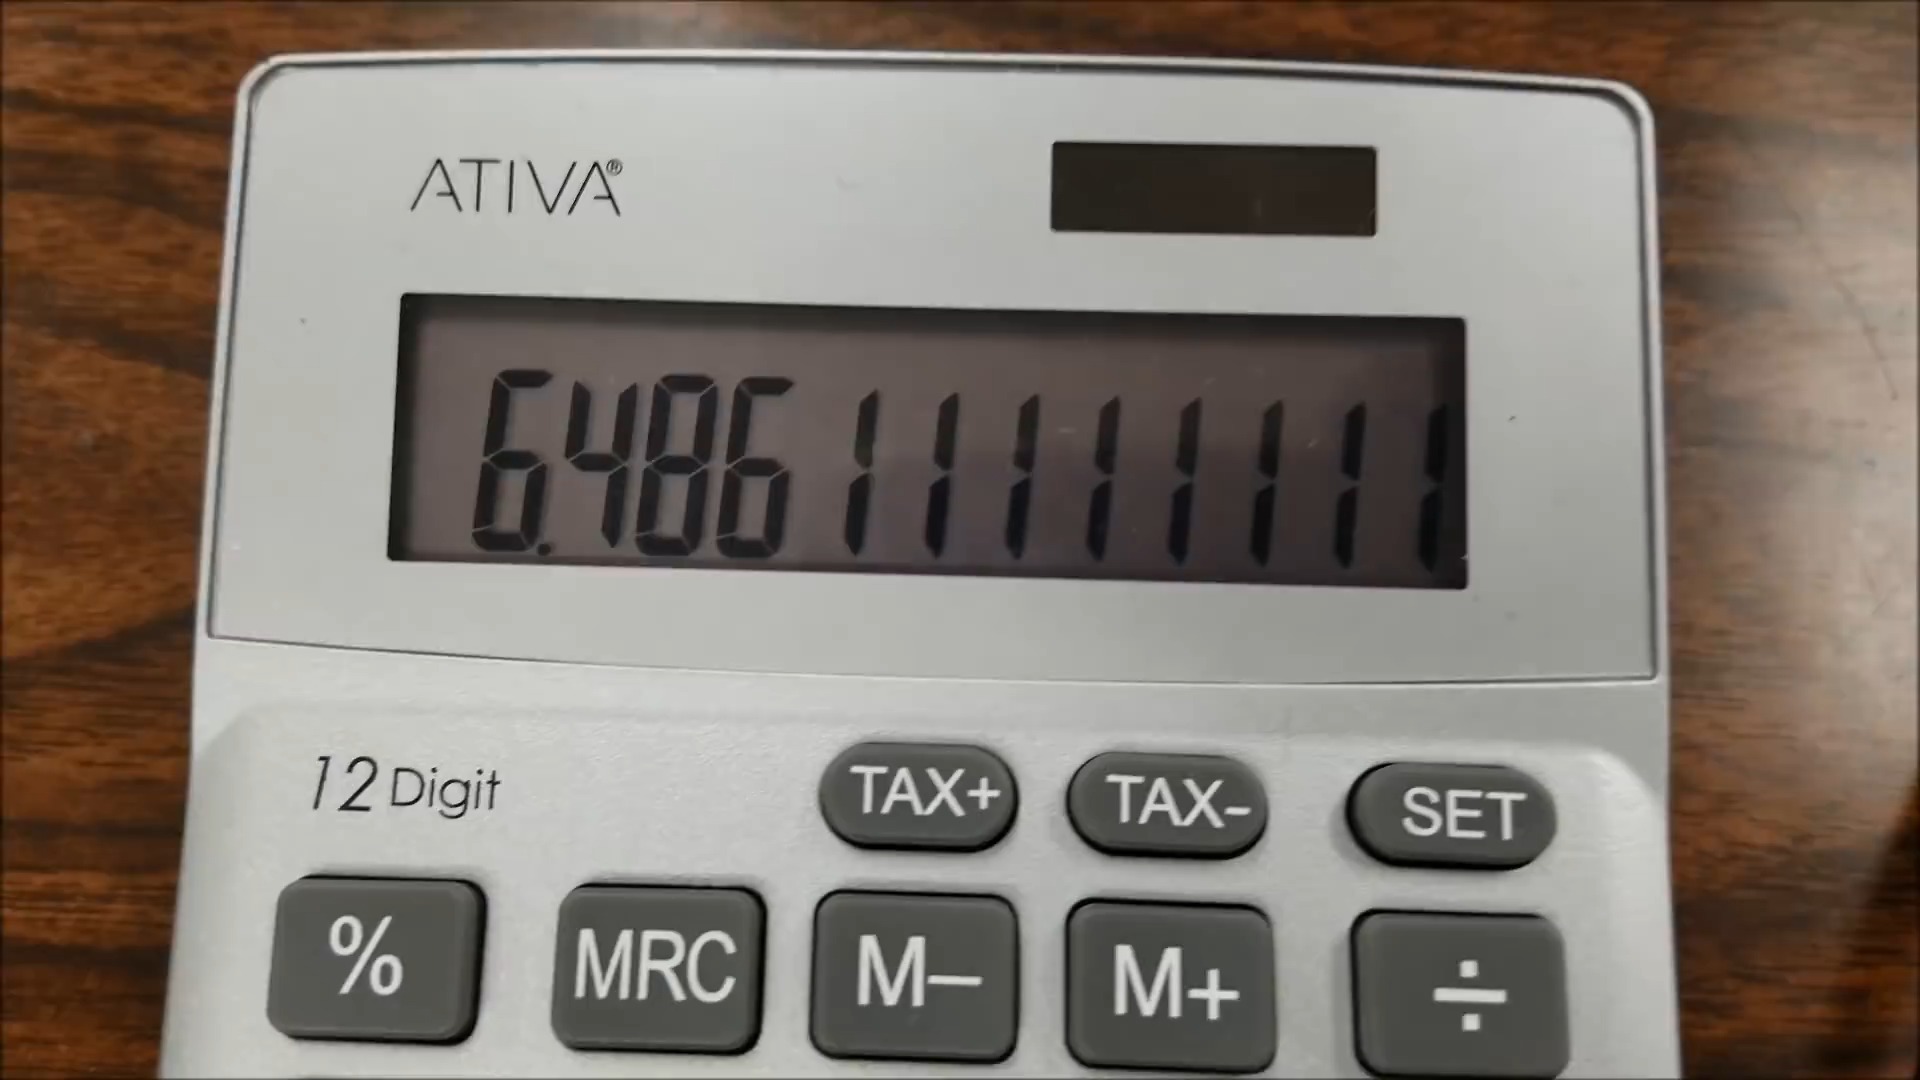 ATIVA®
6.48611111111
12 Digit
TAX+ TAX- SET
% MRC M− M+ ÷